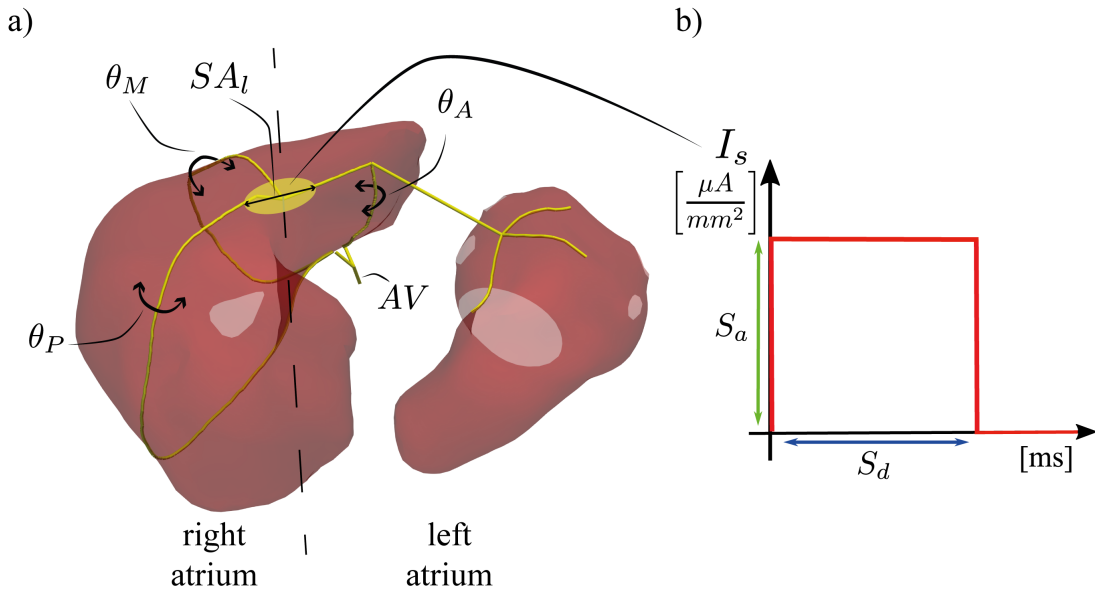 a)
b)
θ_M
SA_l
θ_A
I_s
[μA/mm²]
θ_P
AV
S_a
S_d
[ms]
right
atrium
left
atrium